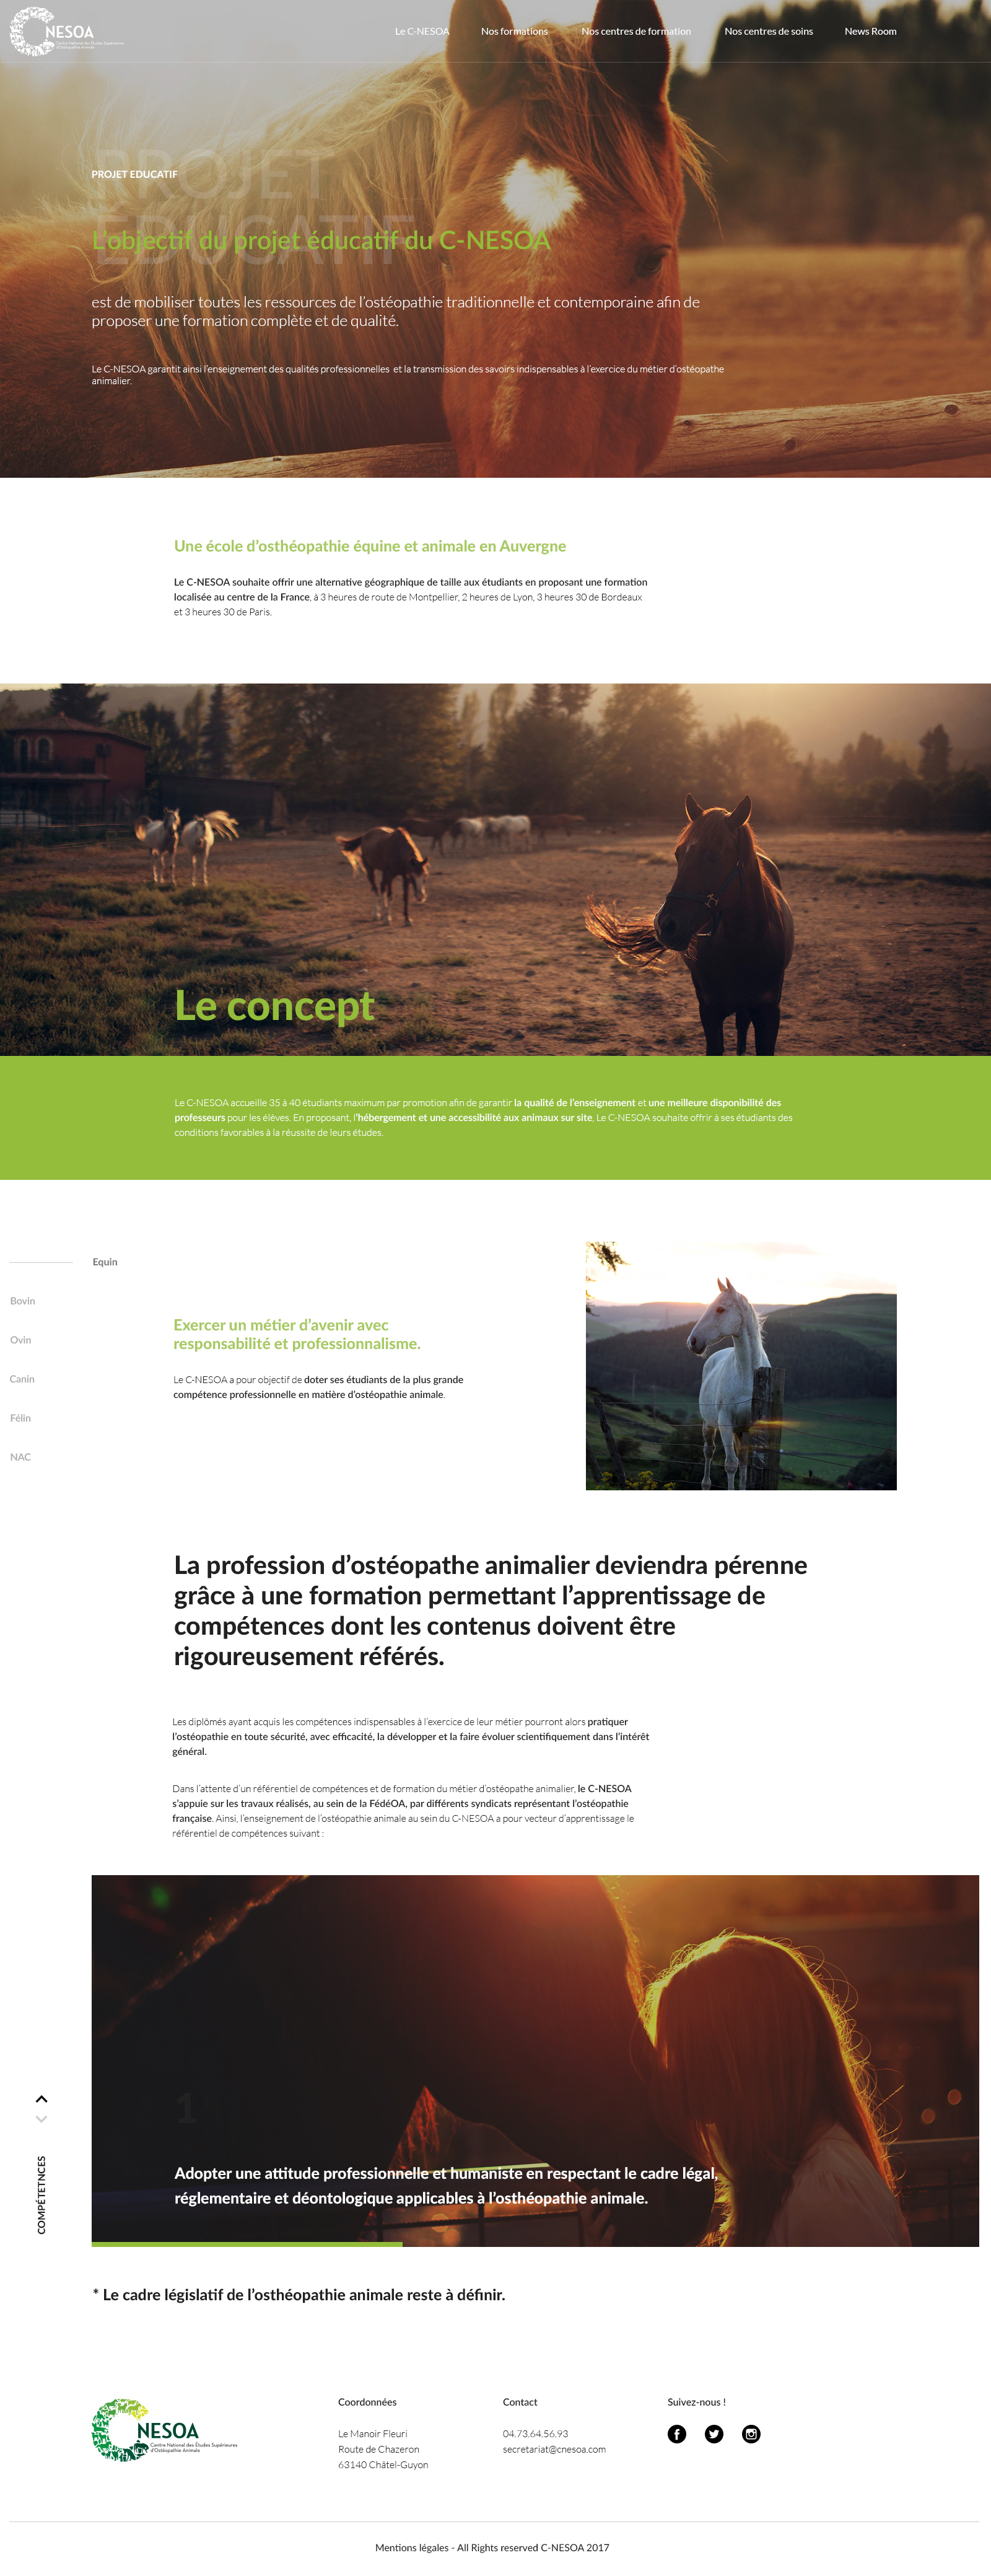 NESOA
Centre National des Études Supérieures
d'Ostéopathie Animale
Le C-NESOA
Nos formations
Nos centres de formation
Nos centres de soins
News Room
PROJET
ÉDUCATIF
PROJET EDUCATIF
L'objectif du projet éducatif du C-NESOA
est de mobiliser toutes les ressources de l'ostéopathie traditionnelle et contemporaine afin de
proposer une formation complète et de qualité.
Le C-NESOA garantit ainsi l'enseignement des qualités professionnelles et la transmission des savoirs indispensables à l'exercice du métier d'ostéopathe
animalier.
Une école d'osthéopathie équine et animale en Auvergne
Le C-NESOA souhaite offrir une alternative géographique de taille aux étudiants en proposant une formation
localisée au centre de la France, à 3 heures de route de Montpellier, 2 heures de Lyon, 3 heures 30 de Bordeaux
et 3 heures 30 de Paris.
Le concept
Le C-NESOA accueille 35 à 40 étudiants maximum par promotion afin de garantir la qualité de l'enseignement et une meilleure disponibilité des
professeurs pour les élèves. En proposant, l'hébergement et une accessibilité aux animaux sur site, Le C-NESOA souhaite offrir à ses étudiants des
conditions favorables à la réussite de leurs études.
Equin
Bovin
Ovin
Canin
Félin
NAC
Exercer un métier d'avenir avec
responsabilité et professionnalisme.
Le C-NESOA a pour objectif de doter ses étudiants de la plus grande
compétence professionnelle en matière d'ostéopathie animale.
La profession d'ostéopathe animalier deviendra pérenne
grâce à une formation permettant l'apprentissage de
compétences dont les contenus doivent être
rigoureusement référés.
Les diplômés ayant acquis les compétences indispensables à l'exercice de leur métier pourront alors pratiquer
l'ostéopathie en toute sécurité, avec efficacité, la développer et la faire évoluer scientifiquement dans l'intérêt
général.
Dans l'attente d'un référentiel de compétences et de formation du métier d'ostéopathe animalier, le C-NESOA
s'appuie sur les travaux réalisés, au sein de la FédéOA, par différents syndicats représentant l'ostéopathie
française. Ainsi, l'enseignement de l'ostéopathie animale au sein du C-NESOA a pour vecteur d'apprentissage le
référentiel de compétences suivant :
1
COMPÉTETNCES
Adopter une attitude professionnelle et humaniste en respectant le cadre légal,
réglementaire et déontologique applicables à l'osthéopathie animale.
* Le cadre législatif de l'osthéopathie animale reste à définir.
NESOA
Centre National des Études Supérieures
d'Ostéopathie Animale
Coordonnées
Le Manoir Fleuri
Route de Chazeron
63140 Châtel-Guyon
Contact
04.73.64.56.93
secretariat@cnesoa.com
Suivez-nous !
Mentions légales - All Rights reserved C-NESOA 2017